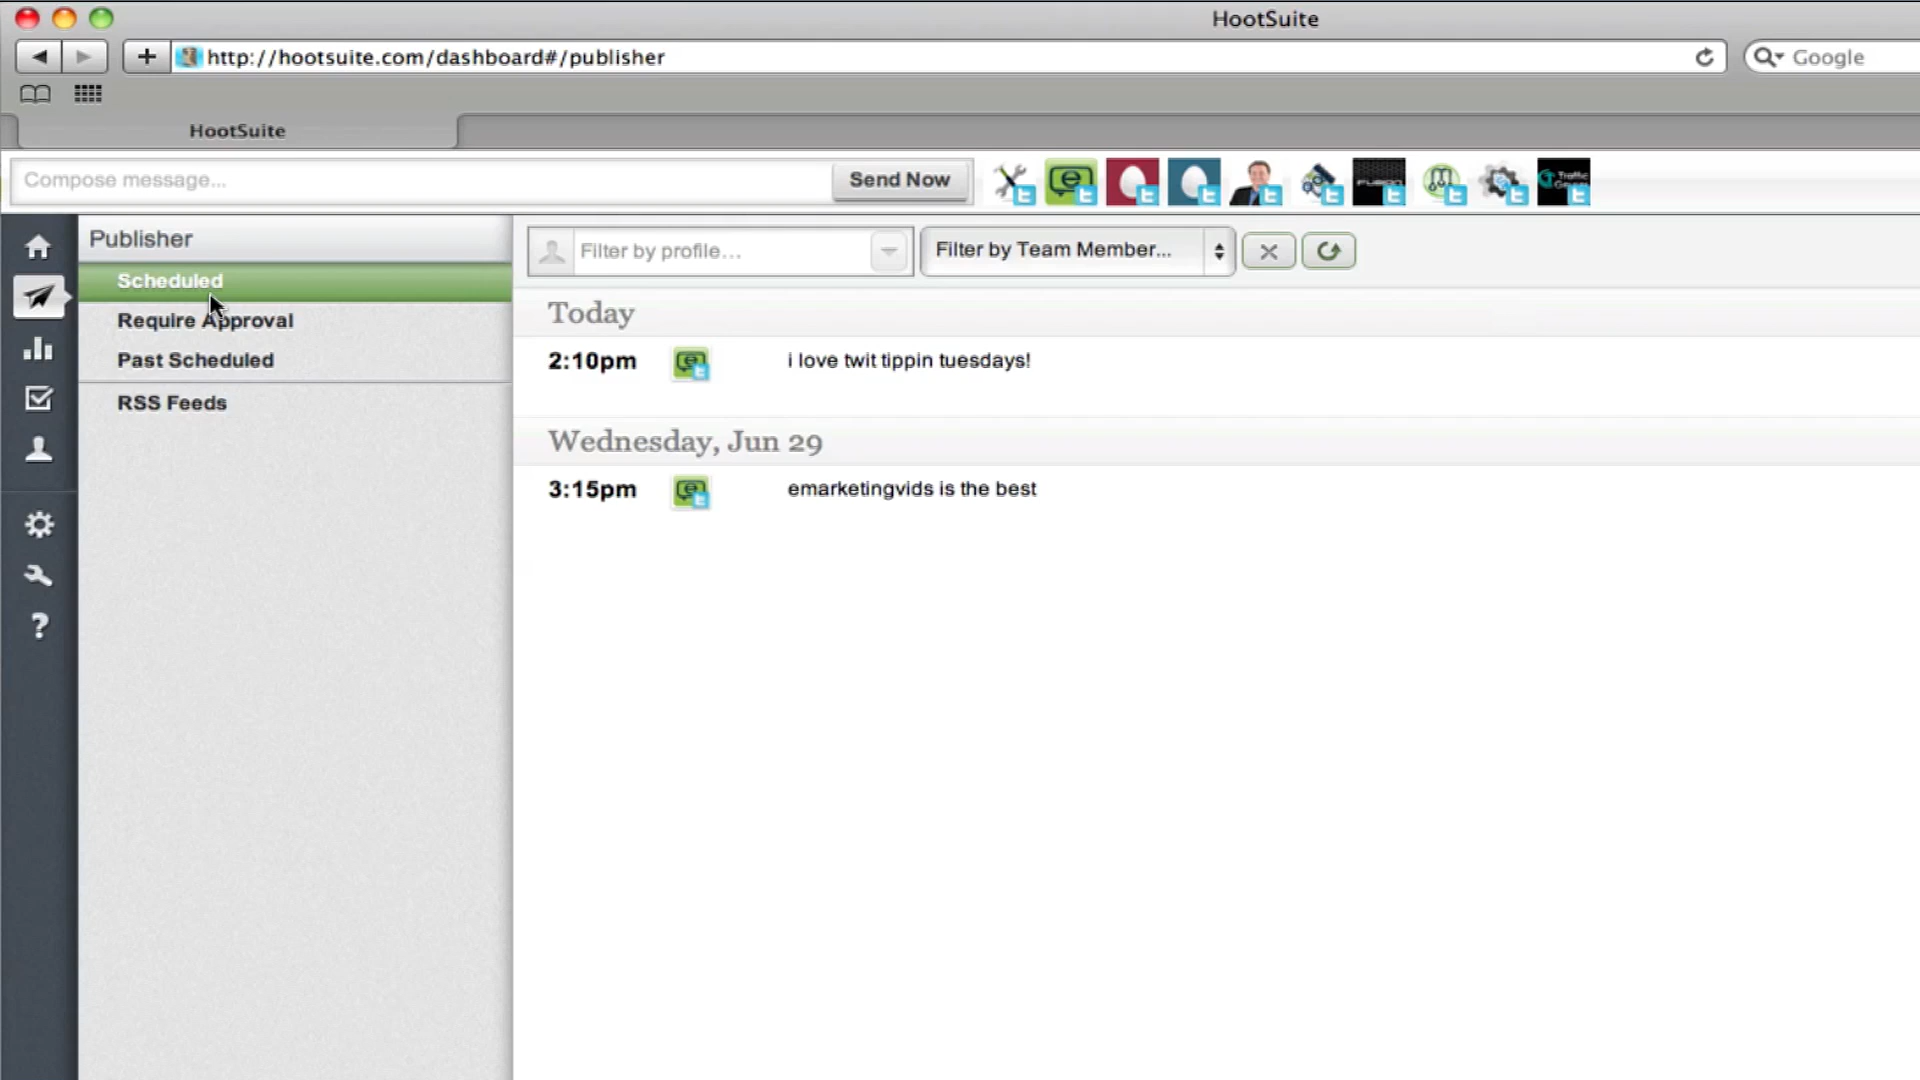 HootSuite
http://hootsuite.com/dashboard#/publisher
Google
HootSuite
Compose message...
Send Now
Publisher
Scheduled
Require Approval
Past Scheduled
RSS Feeds
Filter by profile...
Filter by Team Member...
Today
2:10pm i love twit tippin tuesdays!
Wednesday, Jun 29
3:15pm emarketingvids is the best